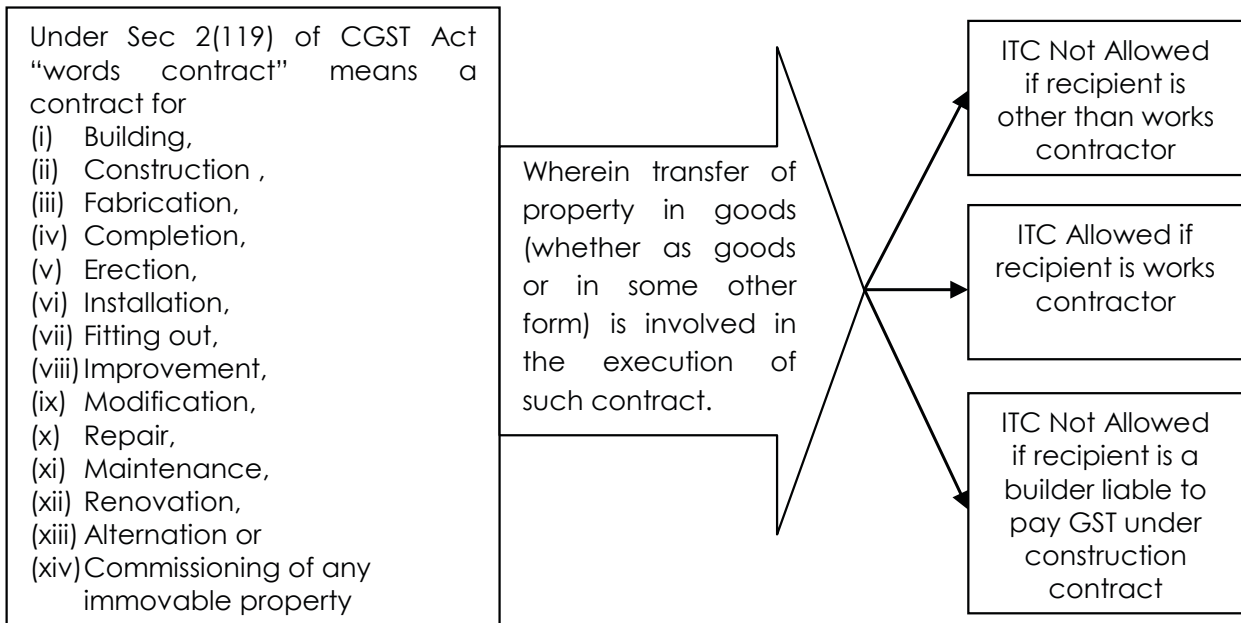 Under Sec 2(119) of CGST Act
“words contract” means a
contract for
(i) Building,
(ii) Construction ,
(iii) Fabrication,
(iv) Completion,
(v) Erection,
(vi) Installation,
(vii) Fitting out,
(viii) Improvement,
(ix) Modification,
(x) Repair,
(xi) Maintenance,
(xii) Renovation,
(xiii) Alternation or
(xiv) Commissioning of any
immovable property
Wherein transfer of
property in goods
(whether as goods
or in some other
form) is involved in
the execution of
such contract.
ITC Not Allowed
if recipient is
other than works
contractor
ITC Allowed if
recipient is works
contractor
ITC Not Allowed
if recipient is a
builder liable to
pay GST under
construction
contract